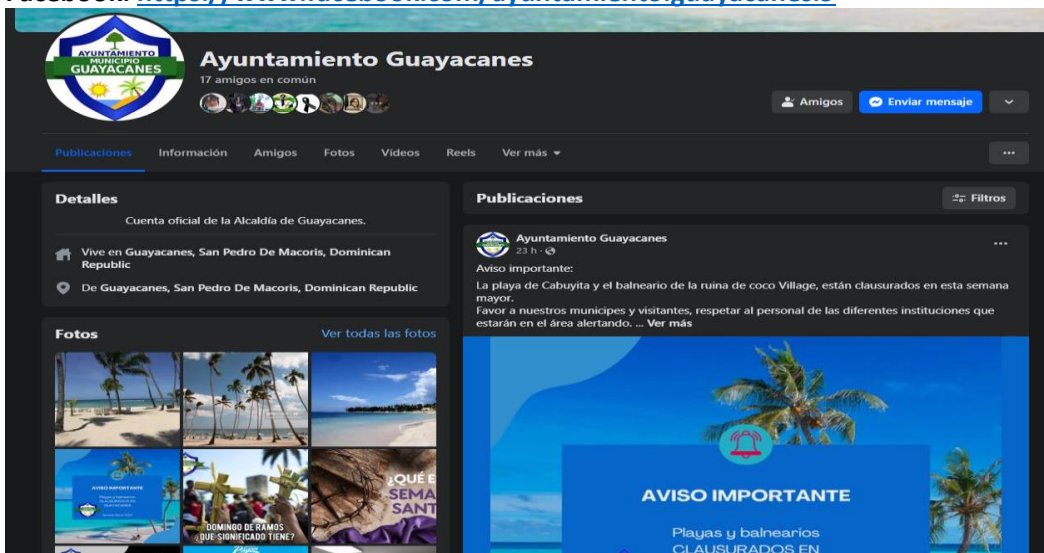 AYUNTAMIENTO
MUNICIPIO
GUAYACANES
Ayuntamiento Guayacanes
17 amigos en común
Amigos
Enviar mensaje
Publicaciones
Información
Amigos
Fotos
Vídeos
Reels
Ver más
Detalles
Cuenta oficial de la Alcaldía de Guayacanes.
Vive en Guayacanes, San Pedro De Macoris, Dominican
Republic
De Guayacanes, San Pedro De Macoris, Dominican Republic
Fotos
Ver todas las fotos
AVISO IMPORTANTE
DOMINGO DE RAMOS
¿QUE SIGNIFICADO TIENE?
¿QUÉ E
SEMA
SANT
Publicaciones
Filtros
Ayuntamiento Guayacanes
23 h
Aviso importante:
La playa de Cabuyita y el balneario de la ruina de coco Village, están clausurados en esta semana
mayor.
Favor a nuestros munícipes y visitantes, respetar al personal de las diferentes instituciones que
estarán en el área alertando. ... Ver más
AVISO IMPORTANTE
Playas y balnearios
CLAUSURADOS EN